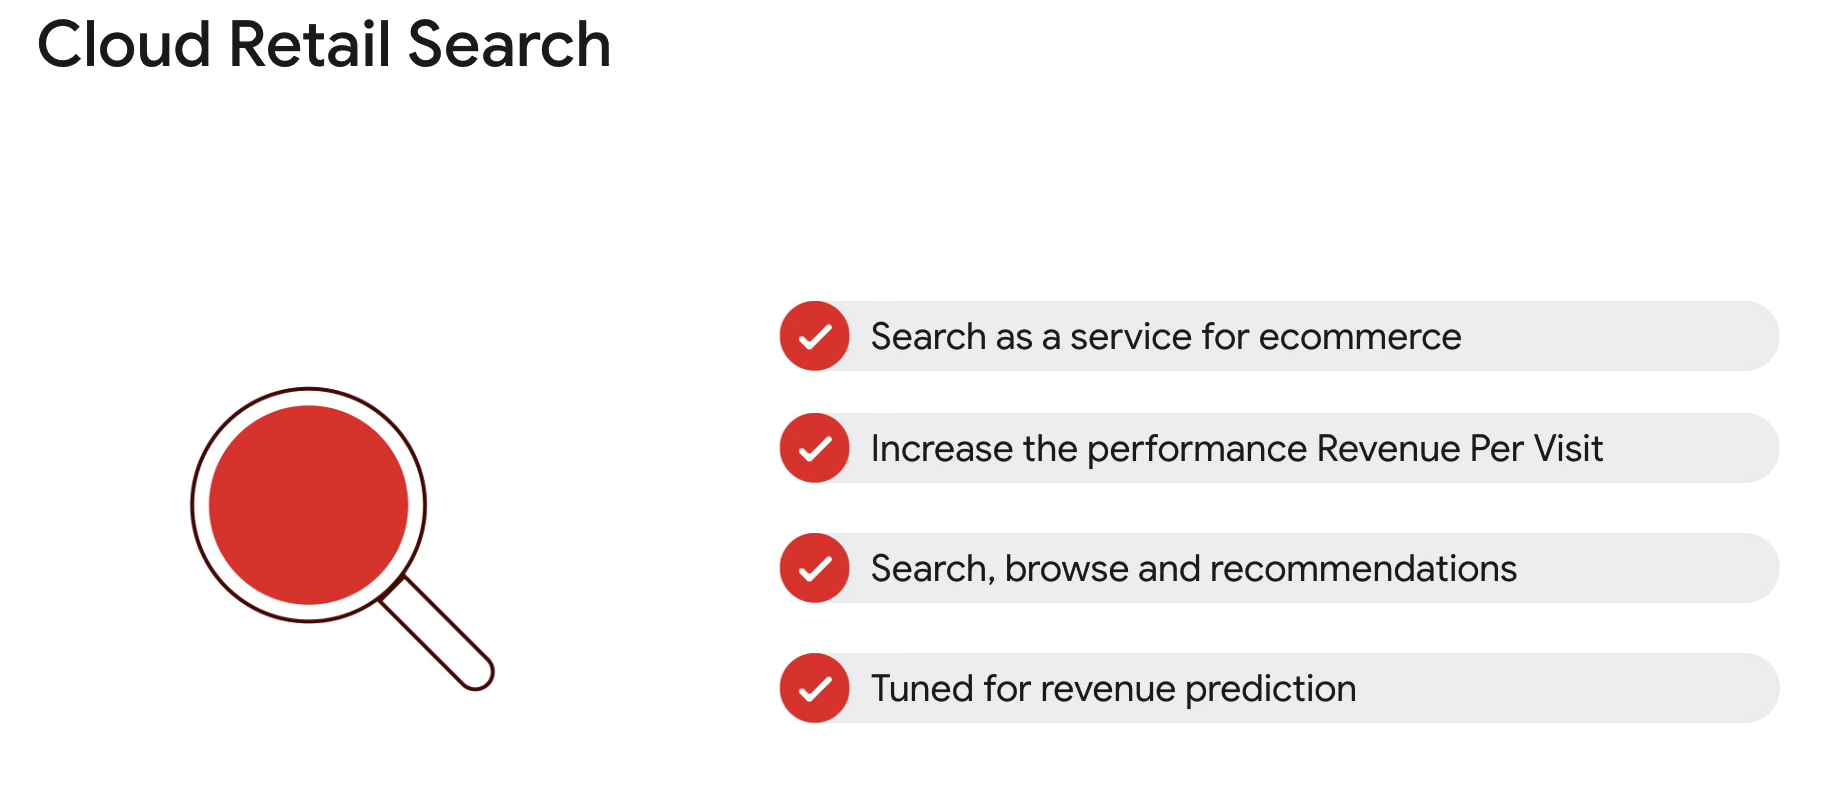 Cloud Retail Search
Search as a service for ecommerce
Increase the performance Revenue Per Visit
Search, browse and recommendations
Tuned for revenue prediction